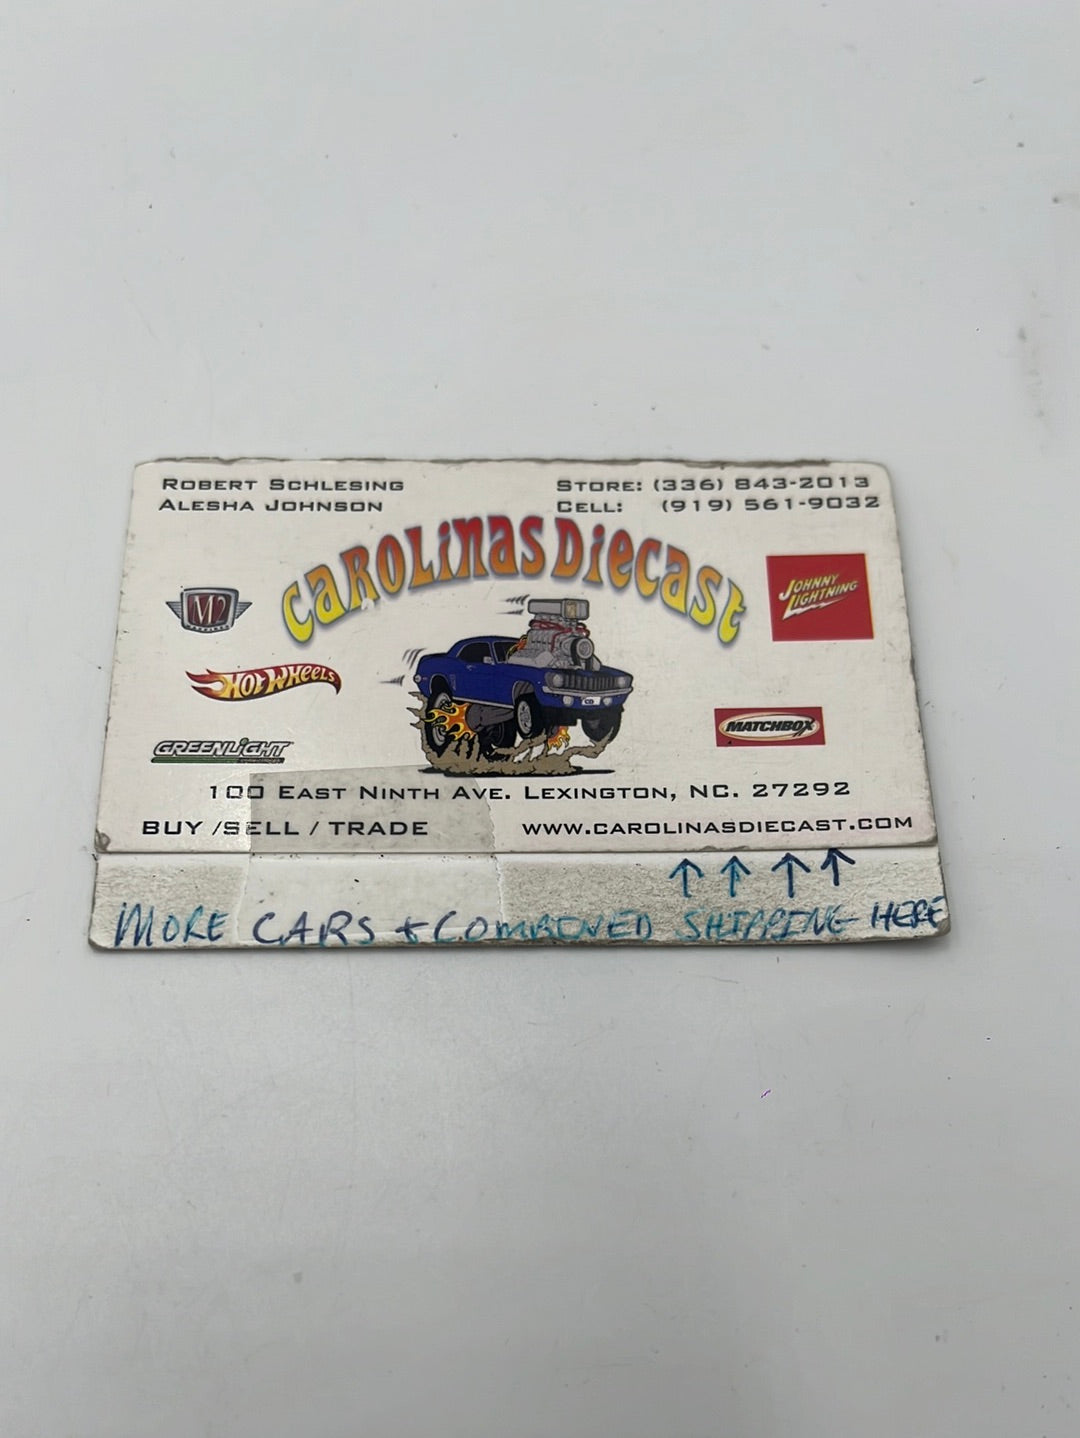 ROBERT SCHLESING
ALESHA JOHNSON
STORE: (336) 843-2013
CELL: (919) 561-9032
CAROLINAS DIECAST
M2
JOHNNY
LIGHTNING
HOT WHEELS
CD
MATCHBOX
GREENLIGHT
100 EAST NINTH AVE. LEXINGTON, NC. 27292
BUY /SELL / TRADE
WWW.CAROLINASDIECAST.COM
MORE CARS + COMBINED SHIPPING HERE